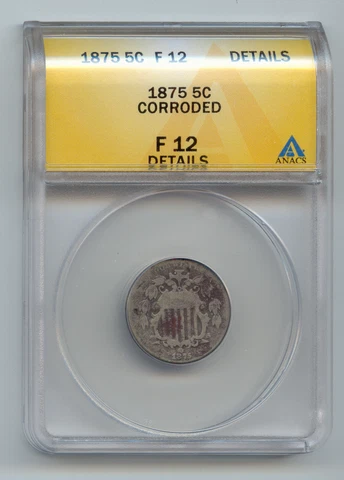 1875 5C F 12 DETAILS
1875 5C
CORRODED
F 12
DETAILS
ANACS